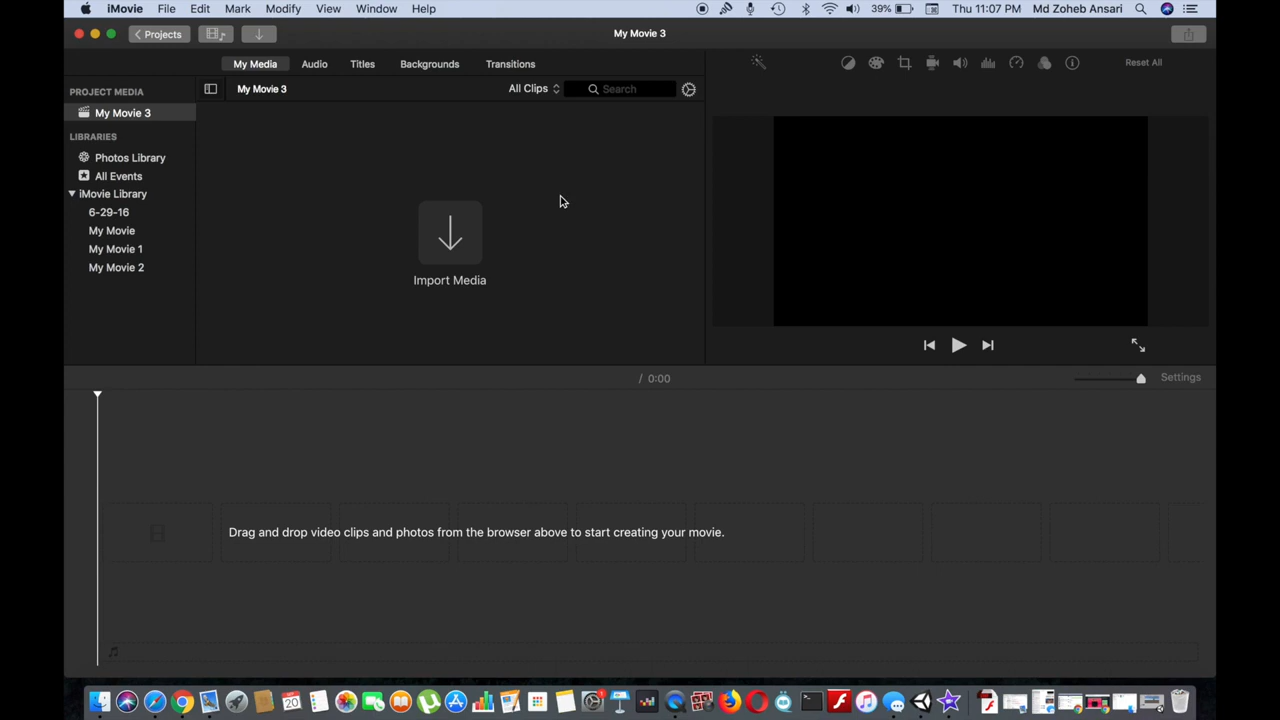 iMovie File Edit Mark Modify View Window Help 39% Thu 11:07 PM Md Zoheb Ansari
Projects My Movie 3
My Media Audio Titles Backgrounds Transitions Reset All
PROJECT MEDIA
My Movie 3 All Clips Search
My Movie 3
LIBRARIES
Photos Library
All Events
iMovie Library
6-29-16
My Movie
My Movie 1
My Movie 2
Import Media
/ 0:00 Settings
Drag and drop video clips and photos from the browser above to start creating your movie.
20